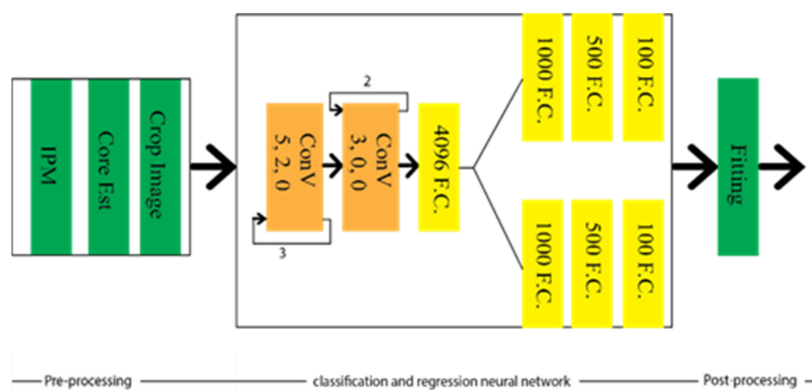 IPM
Core Est
Crop Image
ConV
5, 2, 0
3
ConV
3, 0, 0
2
4096 F.C.
1000 F.C.
500 F.C.
100 F.C.
1000 F.C.
500 F.C.
100 F.C.
Fitting
Pre-processing
classification and regression neural network
Post-processing